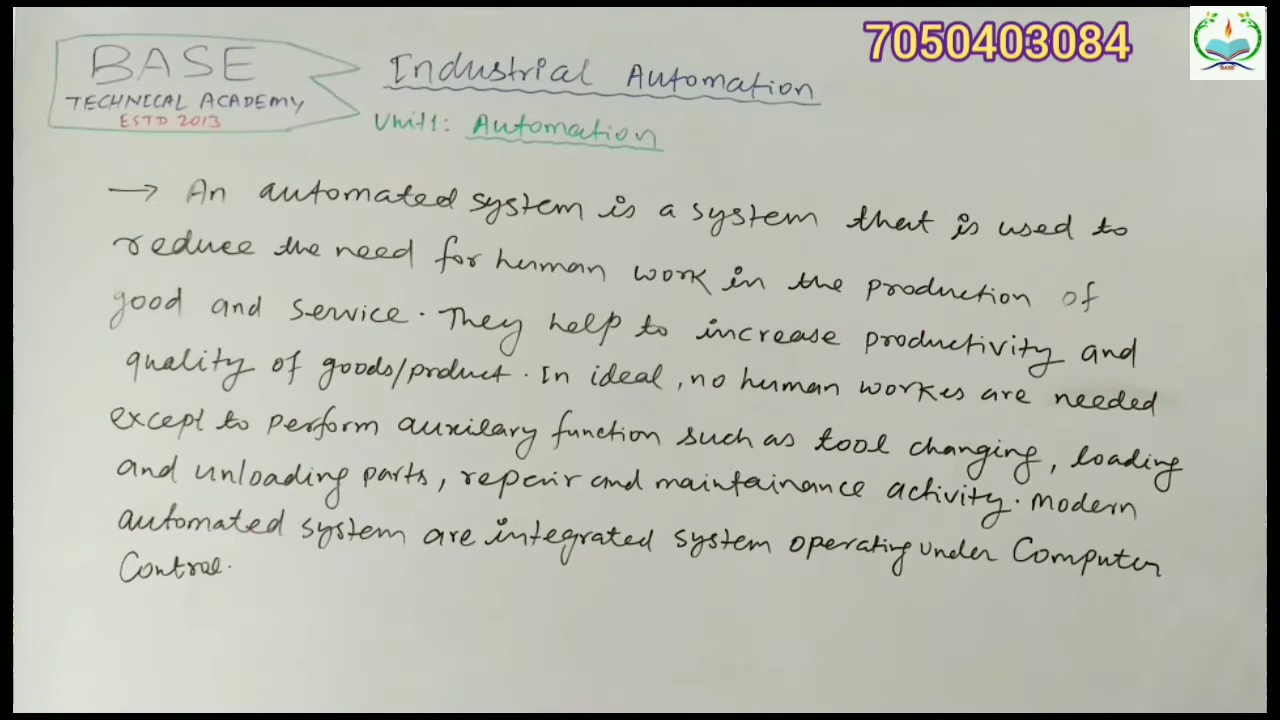 7050403084
BASE
TECHNICAL ACADEMY
ESTD 2013
BASE
Industrial Automation
Unit1: Automation
→ An automated system is a system that is used to
reduce the need for human work in the production of
good and service. They help to increase productivity and
quality of goods/product. In ideal, no human workes are needed
except to perform auxilary function such as tool changing, loading
and unloading parts, repair and maintainance activity. Modern
automated system are integrated system operating under Computer
Control.